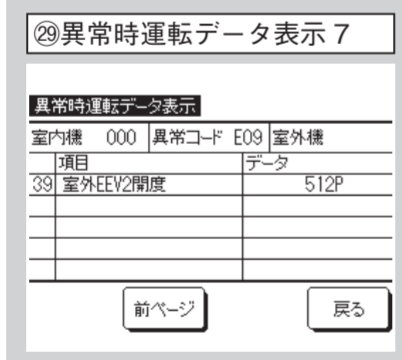 ㉙異常時運転データ表示７
異常時運転データ表示
室内機 000 異常コード E09 室外機
項目 データ
39 室外EEV2開度 512P
前ページ 戻る